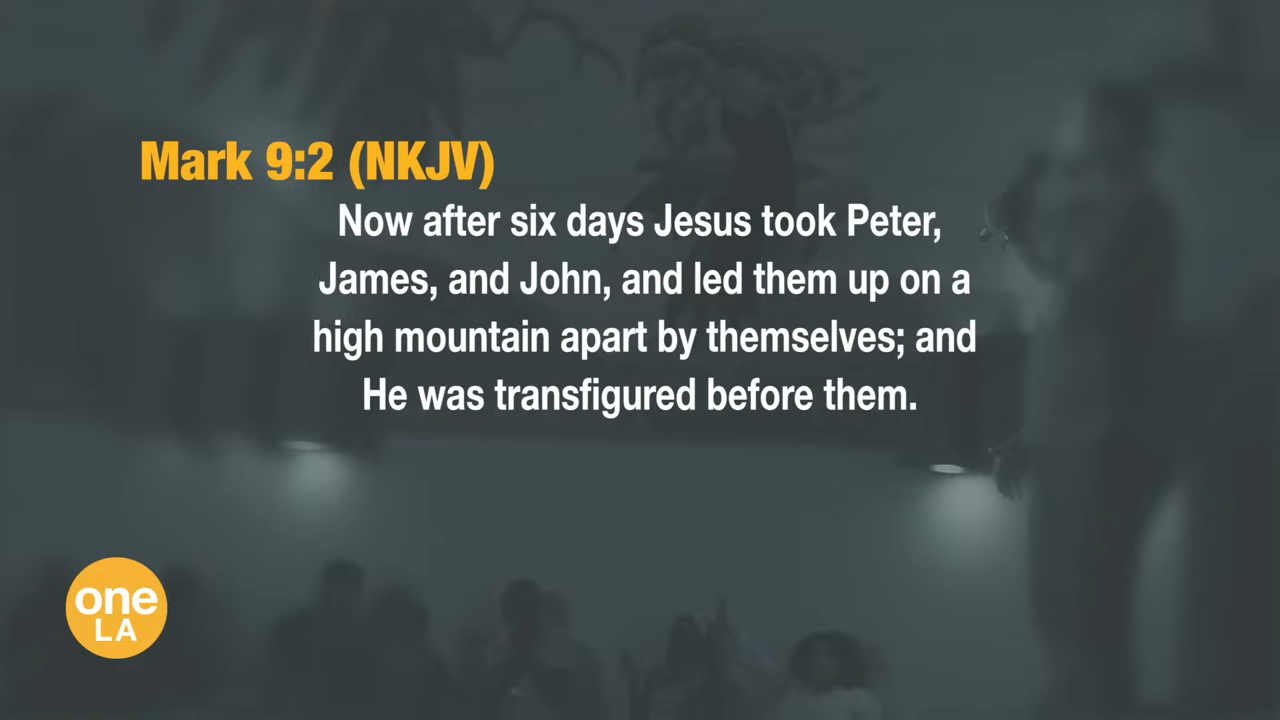 Mark 9:2 (NKJV)
Now after six days Jesus took Peter,
James, and John, and led them up on a
high mountain apart by themselves; and
He was transfigured before them.
one
LA